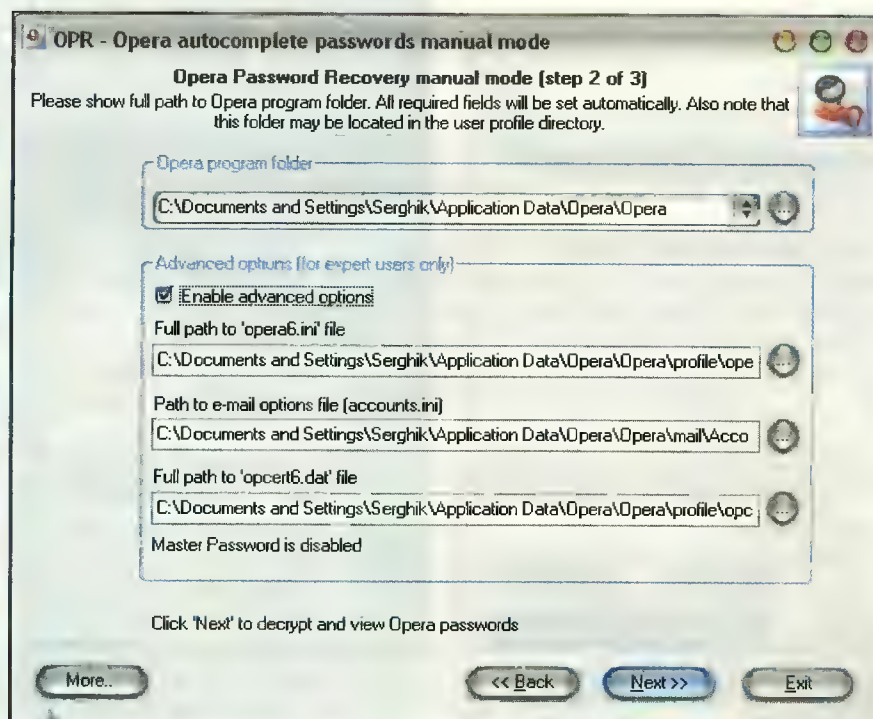 OPR - Opera autocomplete passwords manual mode
Opera Password Recovery manual mode (step 2 of 3)
Please show full path to Opera program folder. All required fields will be set automatically. Also note that
this folder may be located in the user profile directory.
Opera program folder
C:\Documents and Settings\Serghik\Application Data\Opera\Opera
Advanced options (for expert users only)
Enable advanced options
Full path to 'opera6.ini' file
C:\Documents and Settings\Serghik\Application Data\Opera\Opera\profile\ope
Path to e-mail options file (accounts.ini)
C:\Documents and Settings\Serghik\Application Data\Opera\Opera\mail\Acco
Full path to 'opcert6.dat' file
C:\Documents and Settings\Serghik\Application Data\Opera\Opera\profile\opc
Master Password is disabled
Click 'Next' to decrypt and view Opera passwords
More..
<< Back
Next >>
Exit